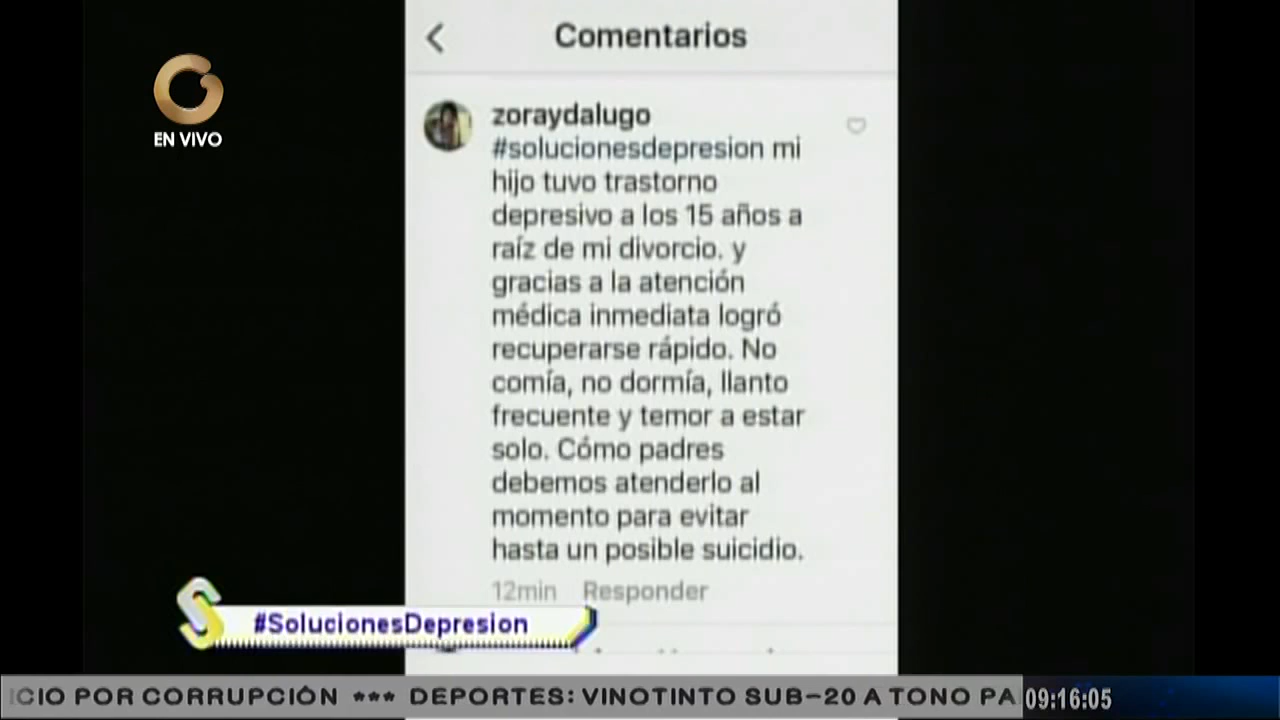 Comentarios
EN VIVO
zoraydalugo
#solucionesdepresion mi
hijo tuvo trastorno
depresivo a los 15 años a
raíz de mi divorcio. y
gracias a la atención
médica inmediata logró
recuperarse rápido. No
comía, no dormía, llanto
frecuente y temor a estar
solo. Cómo padres
debemos atenderlo al
momento para evitar
hasta un posible suicidio.
12min Responder
#SolucionesDepresion
ICIO POR CORRUPCIÓN *** DEPORTES: VINOTINTO SUB-20 A TONO PA
09:16:05